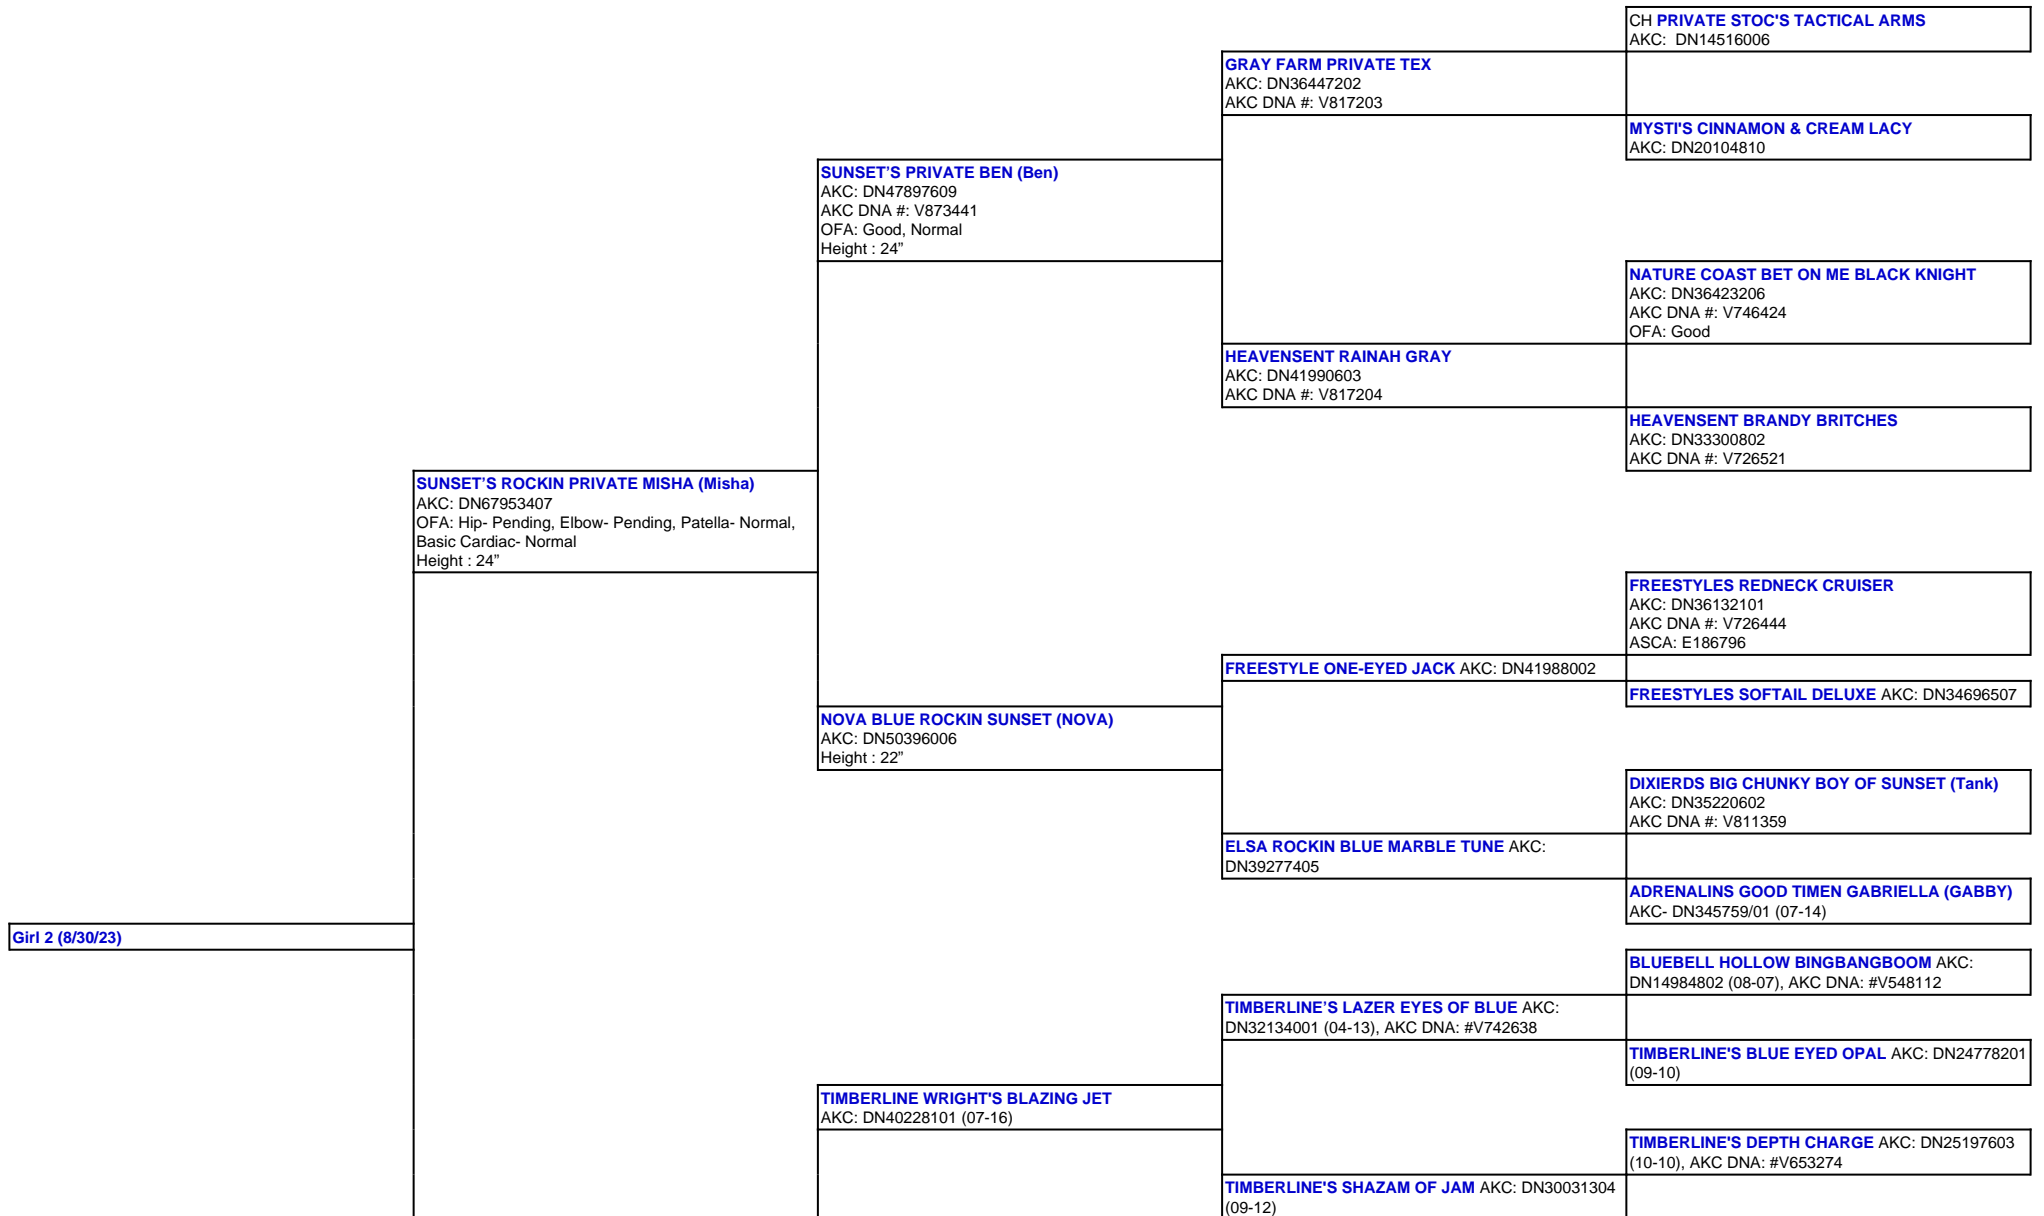 CH PRIVATE STOC'S TACTICAL ARMS
AKC:  DN14516006
GRAY FARM PRIVATE TEX
AKC: DN36447202
AKC DNA #: V817203
MYSTI'S CINNAMON & CREAM LACY
AKC: DN20104810
SUNSET’S PRIVATE BEN (Ben)
AKC: DN47897609
AKC DNA #: V873441
OFA: Good, Normal
Height : 24”
NATURE COAST BET ON ME BLACK KNIGHT
AKC: DN36423206
AKC DNA #: V746424
OFA: Good
HEAVENSENT RAINAH GRAY
AKC: DN41990603
AKC DNA #: V817204
HEAVENSENT BRANDY BRITCHES
AKC: DN33300802
AKC DNA #: V726521
SUNSET’S ROCKIN PRIVATE MISHA (Misha)
AKC: DN67953407
OFA: Hip- Pending, Elbow- Pending, Patella- Normal,
Basic Cardiac- Normal
Height : 24”
FREESTYLES REDNECK CRUISER
AKC: DN36132101
AKC DNA #: V726444
ASCA: E186796
FREESTYLE ONE-EYED JACK AKC: DN41988002
FREESTYLES SOFTAIL DELUXE AKC: DN34696507
NOVA BLUE ROCKIN SUNSET (NOVA)
AKC: DN50396006
Height : 22”
DIXIERDS BIG CHUNKY BOY OF SUNSET (Tank)
AKC: DN35220602
AKC DNA #: V811359
ELSA ROCKIN BLUE MARBLE TUNE AKC:
DN39277405
ADRENALINS GOOD TIMEN GABRIELLA (GABBY)
AKC- DN345759/01 (07-14)
Girl 2 (8/30/23)
BLUEBELL HOLLOW BINGBANGBOOM AKC:
DN14984802 (08-07), AKC DNA: #V548112
TIMBERLINE’S LAZER EYES OF BLUE AKC:
DN32134001 (04-13), AKC DNA: #V742638
TIMBERLINE'S BLUE EYED OPAL AKC: DN24778201
(09-10)
TIMBERLINE WRIGHT'S BLAZING JET
AKC: DN40228101 (07-16)
TIMBERLINE'S DEPTH CHARGE AKC: DN25197603
(10-10), AKC DNA: #V653274
TIMBERLINE'S SHAZAM OF JAM AKC: DN30031304
(09-12)